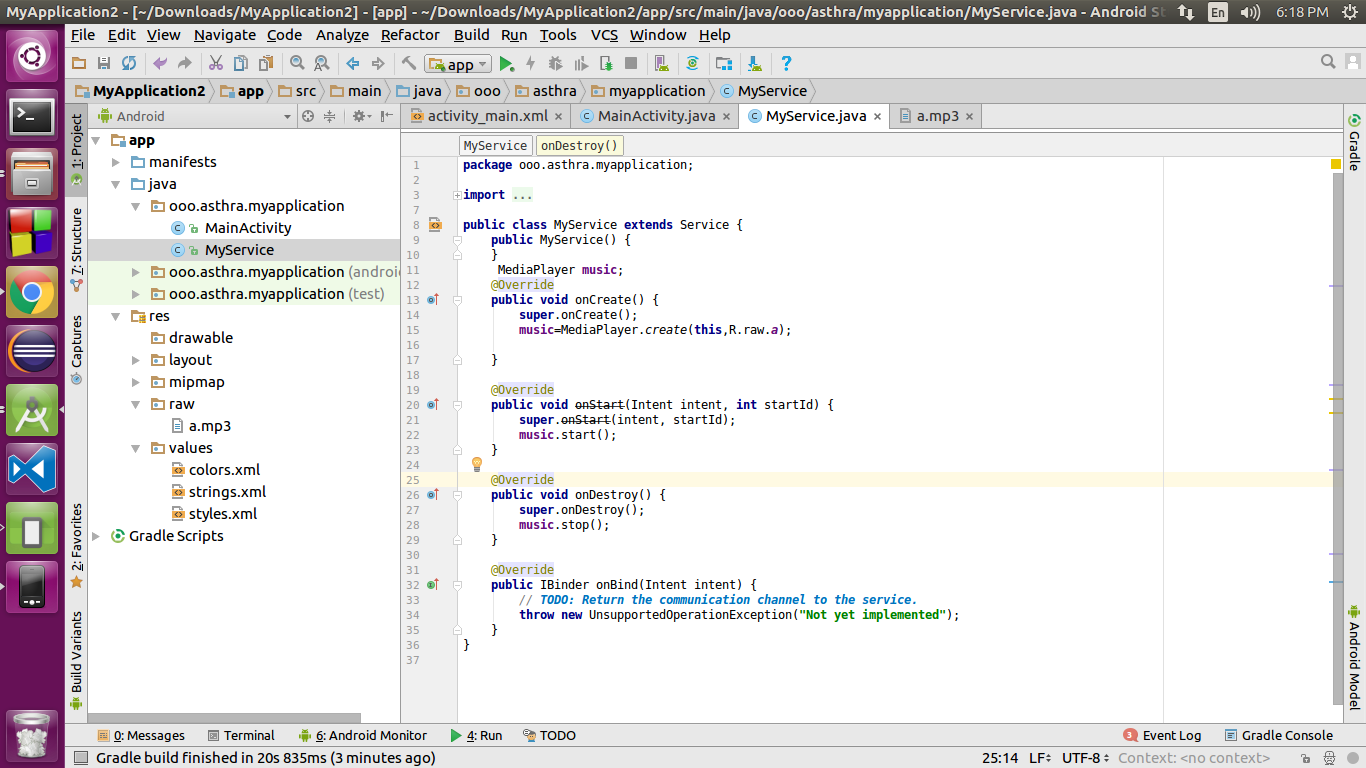 MyApplication2 - [~/Downloads/MyApplication2] - [app] - ~/Downloads/MyApplication2/app/src/main/java/ooo/asthra/myapplication/MyService.java - Android St
En
6:18 PM
File Edit View Navigate Code Analyze Refactor Build Run Tools VCS Window Help
app
MyApplication2 app src main java ooo asthra myapplication MyService
Android
activity_main.xml × MainActivity.java × MyService.java × a.mp3 ×
1: Project
7: Structure
Captures
2: Favorites
Build Variants
app
manifests
java
ooo.asthra.myapplication
MainActivity
MyService
ooo.asthra.myapplication (androi
ooo.asthra.myapplication (test)
res
drawable
layout
mipmap
raw
a.mp3
values
colors.xml
strings.xml
styles.xml
Gradle Scripts
MyService onDestroy()
1 package ooo.asthra.myapplication;
2
3 import ...
7
8 public class MyService extends Service {
9 public MyService() {
10 }
11 MediaPlayer music;
12 @Override
13 public void onCreate() {
14 super.onCreate();
15 music=MediaPlayer.create(this,R.raw.a);
16
17 }
18
19 @Override
20 public void onStart(Intent intent, int startId) {
21 super.onStart(intent, startId);
22 music.start();
23 }
24
25 @Override
26 public void onDestroy() {
27 super.onDestroy();
28 music.stop();
29 }
30
31 @Override
32 public IBinder onBind(Intent intent) {
33 // TODO: Return the communication channel to the service.
34 throw new UnsupportedOperationException("Not yet implemented");
35 }
36 }
37
Gradle
Android Model
0: Messages Terminal 6: Android Monitor 4: Run TODO 3 Event Log Gradle Console
Gradle build finished in 20s 835ms (3 minutes ago) 25:14 LF UTF-8 Context: <no context>